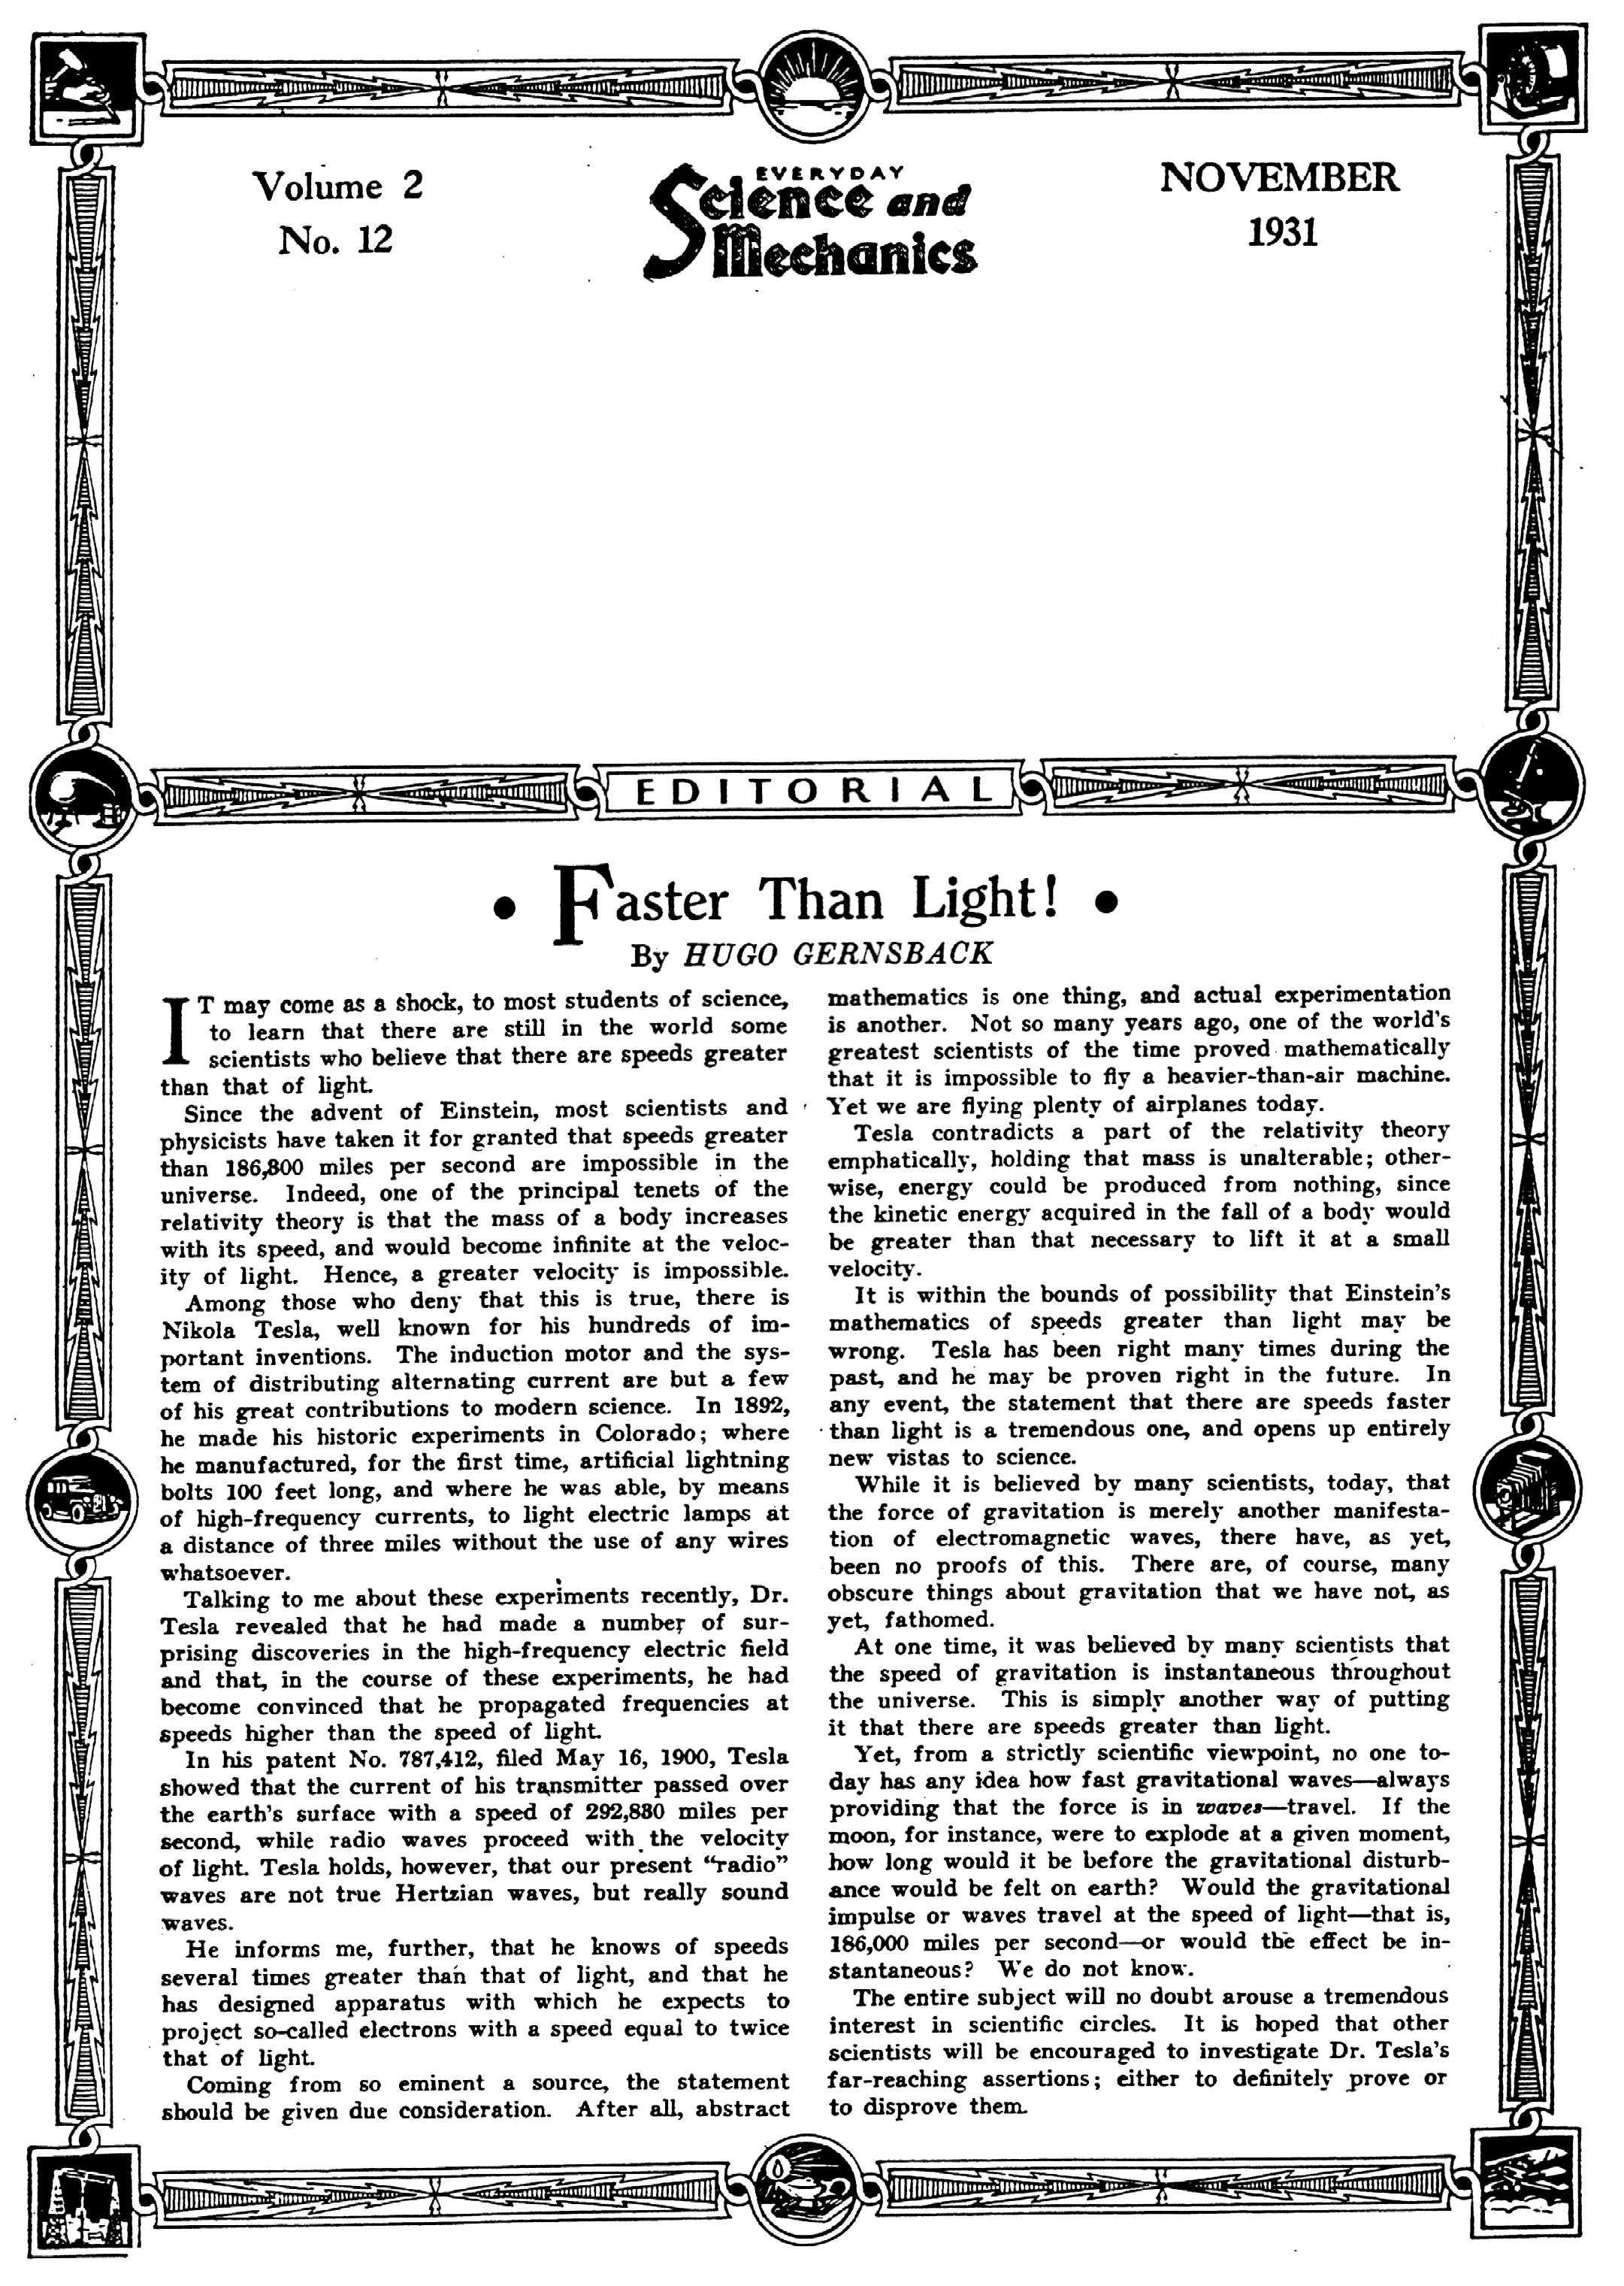 Volume 2
No. 12
EVERYDAY
Science and
Mechanics
NOVEMBER
1931
EDITORIAL
• Faster Than Light! •
By HUGO GERNSBACK
IT may come as a shock, to most students of science,
to learn that there are still in the world some
scientists who believe that there are speeds greater
than that of light.
Since the advent of Einstein, most scientists and
physicists have taken it for granted that speeds greater
than 186,300 miles per second are impossible in the
universe. Indeed, one of the principal tenets of the
relativity theory is that the mass of a body increases
with its speed, and would become infinite at the veloc-
ity of light. Hence, a greater velocity is impossible.
Among those who deny that this is true, there is
Nikola Tesla, well known for his hundreds of im-
portant inventions. The induction motor and the sys-
tem of distributing alternating current are but a few
of his great contributions to modern science. In 1892,
he made his historic experiments in Colorado; where
he manufactured, for the first time, artificial lightning
bolts 100 feet long, and where he was able, by means
of high-frequency currents, to light electric lamps at
a distance of three miles without the use of any wires
whatsoever.
Talking to me about these experiments recently, Dr.
Tesla revealed that he had made a number of sur-
prising discoveries in the high-frequency electric field
and that, in the course of these experiments, he had
become convinced that he propagated frequencies at
speeds higher than the speed of light.
In his patent No. 787,412, filed May 16, 1900, Tesla
showed that the current of his transmitter passed over
the earth's surface with a speed of 292,830 miles per
second, while radio waves proceed with the velocity
of light. Tesla holds, however, that our present "radio"
waves are not true Hertzian waves, but really sound
waves.
He informs me, further, that he knows of speeds
several times greater than that of light, and that he
has designed apparatus with which he expects to
project so-called electrons with a speed equal to twice
that of light.
Coming from so eminent a source, the statement
should be given due consideration. After all, abstract
mathematics is one thing, and actual experimentation
is another. Not so many years ago, one of the world's
greatest scientists of the time proved mathematically
that it is impossible to fly a heavier-than-air machine.
Yet we are flying plenty of airplanes today.
Tesla contradicts a part of the relativity theory
emphatically, holding that mass is unalterable; other-
wise, energy could be produced from nothing, since
the kinetic energy acquired in the fall of a body would
be greater than that necessary to lift it at a small
velocity.
It is within the bounds of possibility that Einstein's
mathematics of speeds greater than light may be
wrong. Tesla has been right many times during the
past, and he may be proven right in the future. In
any event, the statement that there are speeds faster
than light is a tremendous one, and opens up entirely
new vistas to science.
While it is believed by many scientists, today, that
the force of gravitation is merely another manifesta-
tion of electromagnetic waves, there have, as yet,
been no proofs of this. There are, of course, many
obscure things about gravitation that we have not, as
yet, fathomed.
At one time, it was believed by many scientists that
the speed of gravitation is instantaneous throughout
the universe. This is simply another way of putting
it that there are speeds greater than light.
Yet, from a strictly scientific viewpoint, no one to-
day has any idea how fast gravitational waves—always
providing that the force is in waves—travel. If the
moon, for instance, were to explode at a given moment,
how long would it be before the gravitational disturb-
ance would be felt on earth? Would the gravitational
impulse or waves travel at the speed of light—that is,
186,000 miles per second—or would the effect be in-
stantaneous? We do not know.
The entire subject will no doubt arouse a tremendous
interest in scientific circles. It is hoped that other
scientists will be encouraged to investigate Dr. Tesla's
far-reaching assertions; either to definitely prove or
to disprove them.